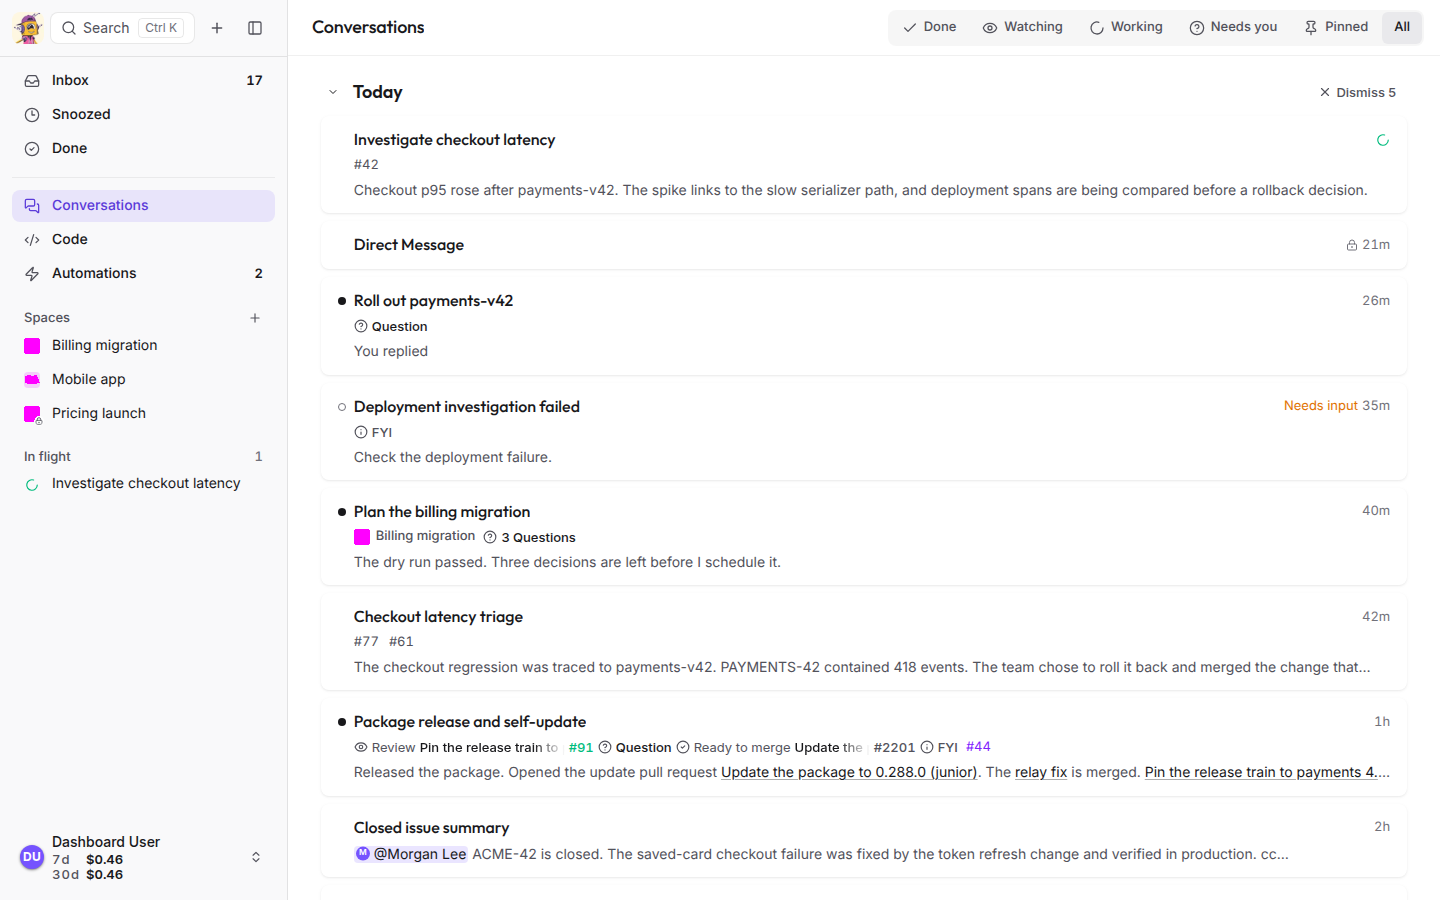 Search Ctrl K
Inbox 17
Snoozed
Done
Conversations
Code
Automations 2
Spaces
Billing migration
Mobile app
Pricing launch
In flight 1
Investigate checkout latency
Dashboard User
DU
7d $0.46
30d $0.46
Conversations
Done Watching Working Needs you Pinned All
Today Dismiss 5
Investigate checkout latency
#42
Checkout p95 rose after payments-v42. The spike links to the slow serializer path, and deployment spans are being compared before a rollback decision.
Direct Message 21m
Roll out payments-v42 26m
Question
You replied
Deployment investigation failed Needs input 35m
FYI
Check the deployment failure.
Plan the billing migration 40m
Billing migration 3 Questions
The dry run passed. Three decisions are left before I schedule it.
Checkout latency triage 42m
#77 #61
The checkout regression was traced to payments-v42. PAYMENTS-42 contained 418 events. The team chose to roll it back and merged the change that...
Package release and self-update 1h
Review Pin the release train to #91 Question Ready to merge Update the #2201 FYI #44
Released the package. Opened the update pull request Update the package to 0.288.0 (junior). The relay fix is merged. Pin the release train to payments 4....
Closed issue summary 2h
M @Morgan Lee ACME-42 is closed. The saved-card checkout failure was fixed by the token refresh change and verified in production. cc...